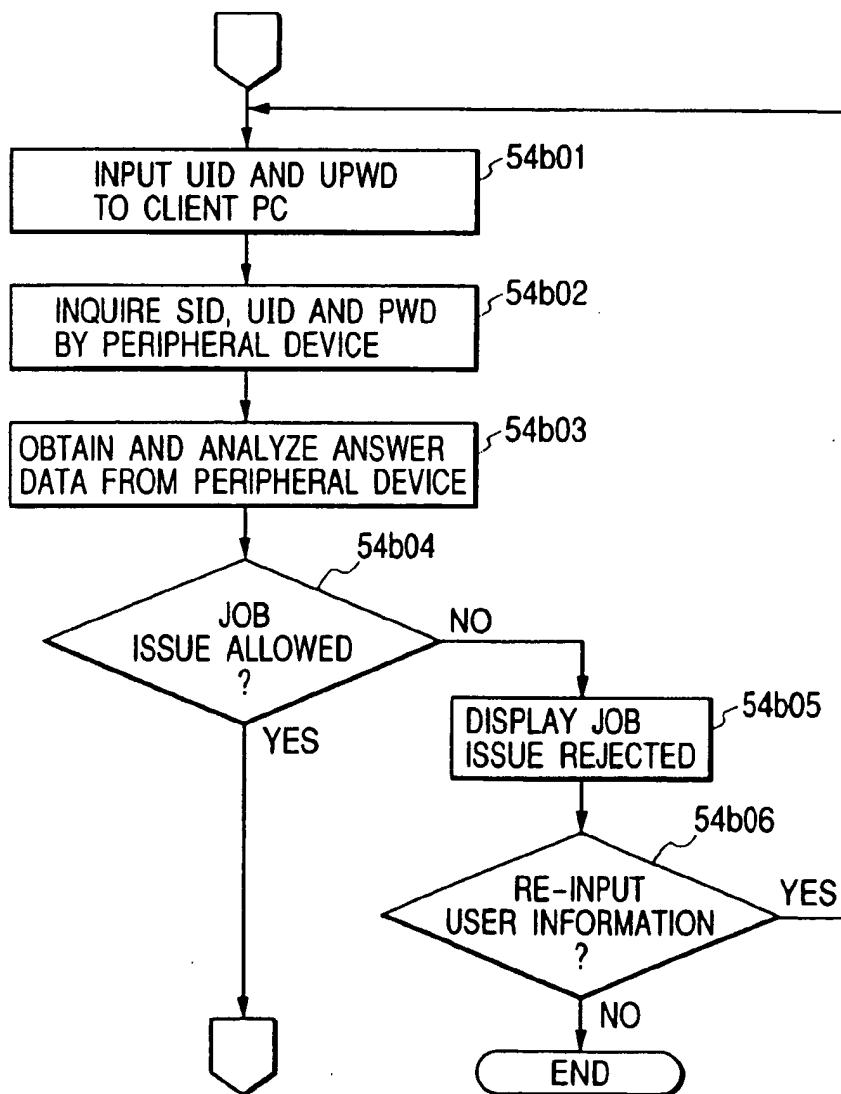 INPUT UID AND UPWD
TO CLIENT PC
54b01
INQUIRE SID, UID AND PWD
BY PERIPHERAL DEVICE
54b02
OBTAIN AND ANALYZE ANSWER
DATA FROM PERIPHERAL DEVICE
54b03
54b04
JOB
ISSUE ALLOWED
?
NO
YES
DISPLAY JOB
ISSUE REJECTED
54b05
54b06
RE-INPUT
USER INFORMATION
?
YES
NO
END